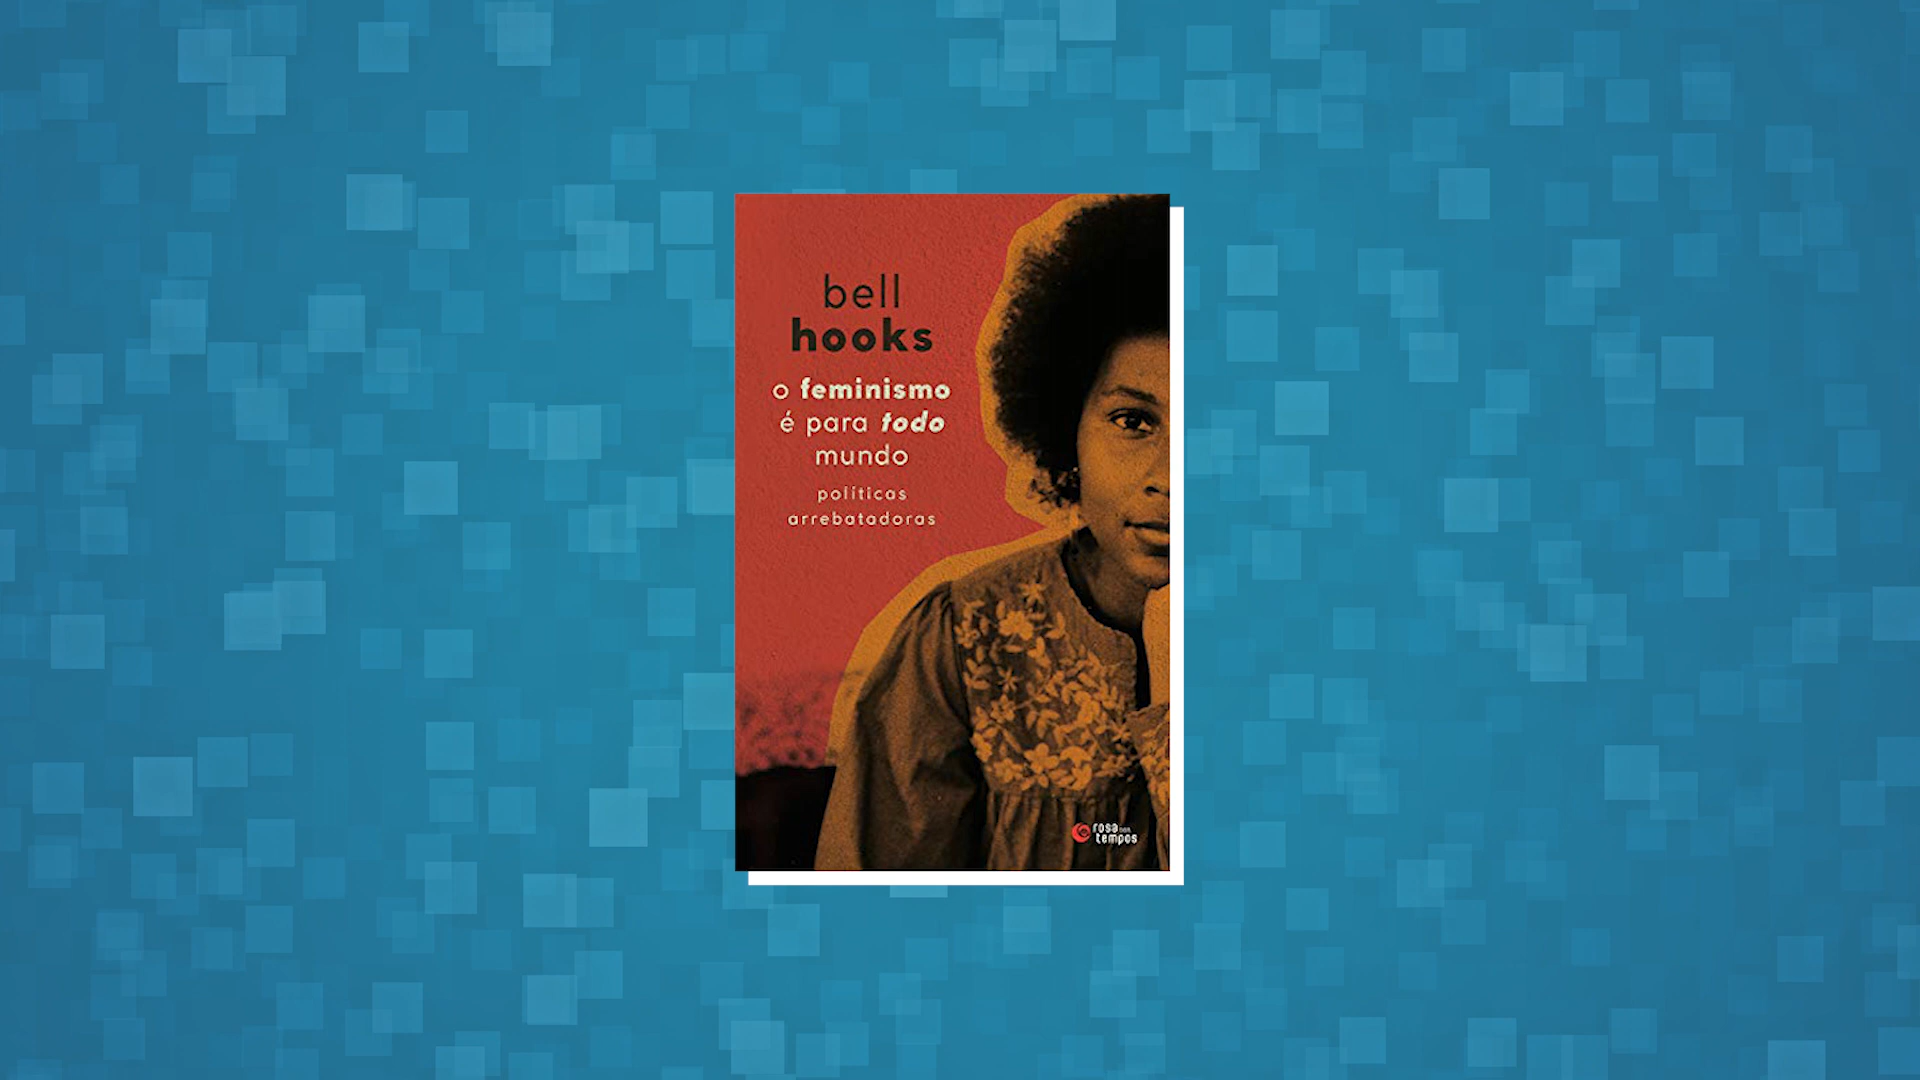 bell
hooks
o feminismo
é para todo
mundo
políticas
arrebatadoras
rosa dos
tempos